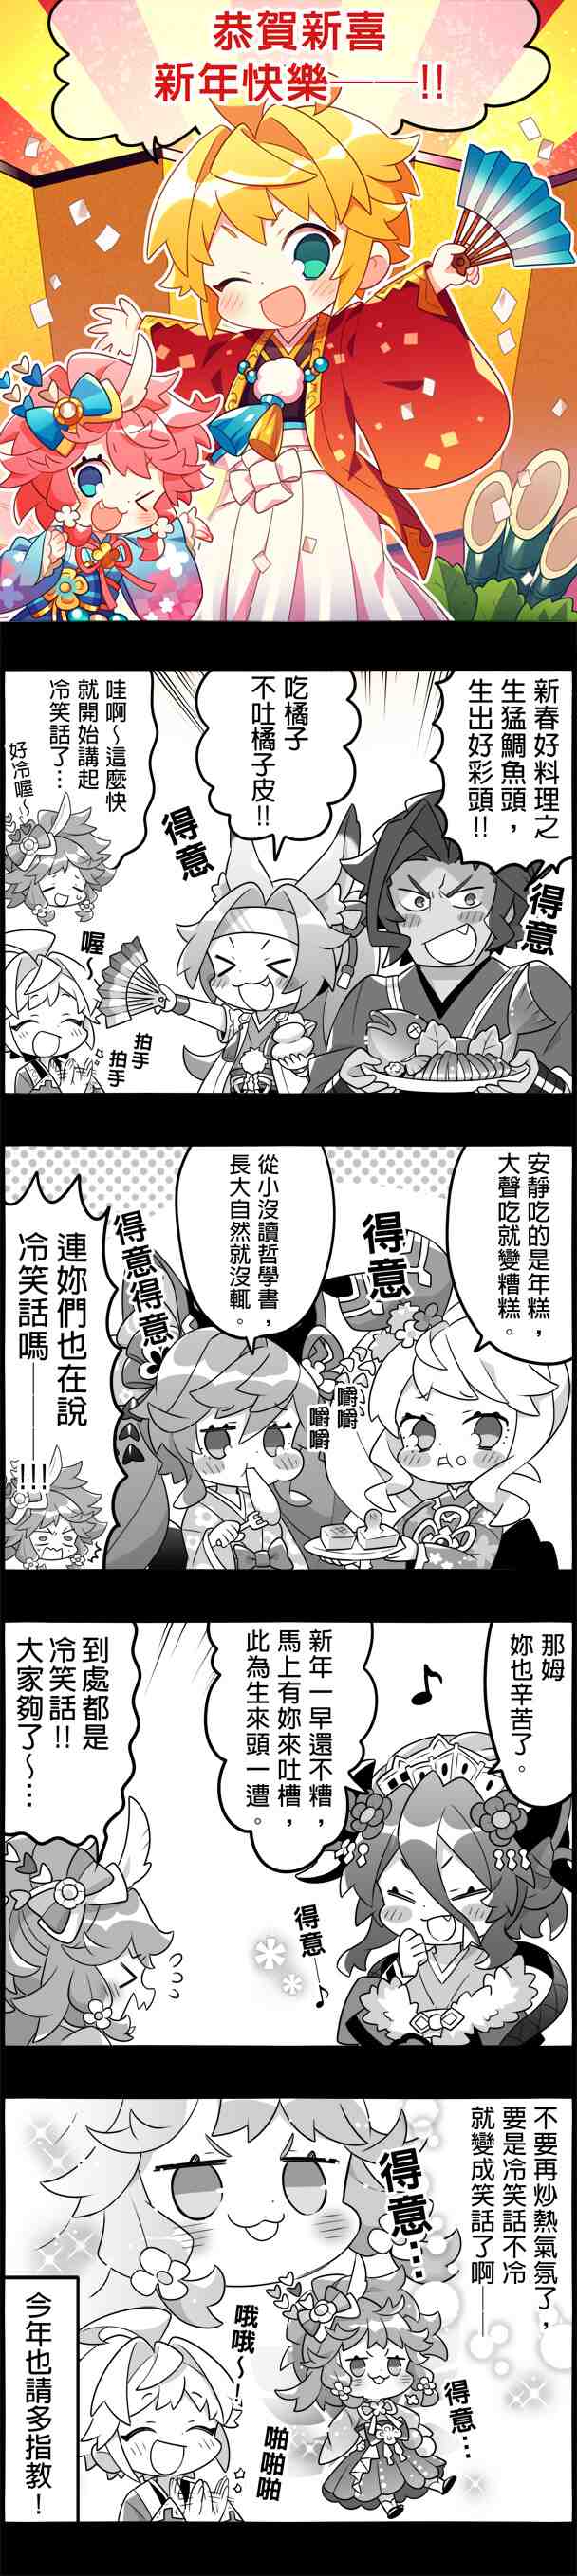 恭賀新喜
新年快樂——!!
新春好料理之
生猛鯛魚頭，
生出好彩頭!!
得意
吃橘子
不吐橘子皮!!
得意
哇啊～這麼快
就開始講起
冷笑話了…
好冷喔～
喔～
拍手
拍手
安靜吃的是年糕，
大聲吃就變糟糕。
得意
嚼嚼
嚼嚼
從小沒讀哲學書，
長大自然就沒輒。
得意得意
連妳們也在說
冷笑話嗎——!!!
那姆
妳也辛苦了。
新年一早還不糟，
馬上有妳來吐槽，
此為生來頭一遭。
得意—♪
到處都是
冷笑話!!
大家夠了～…
不要再炒熱氣氛了，
要是冷笑話不冷
就變成笑話了啊——
得意…
得意…
哦哦～！
啪啪啪
今年也請多指教！